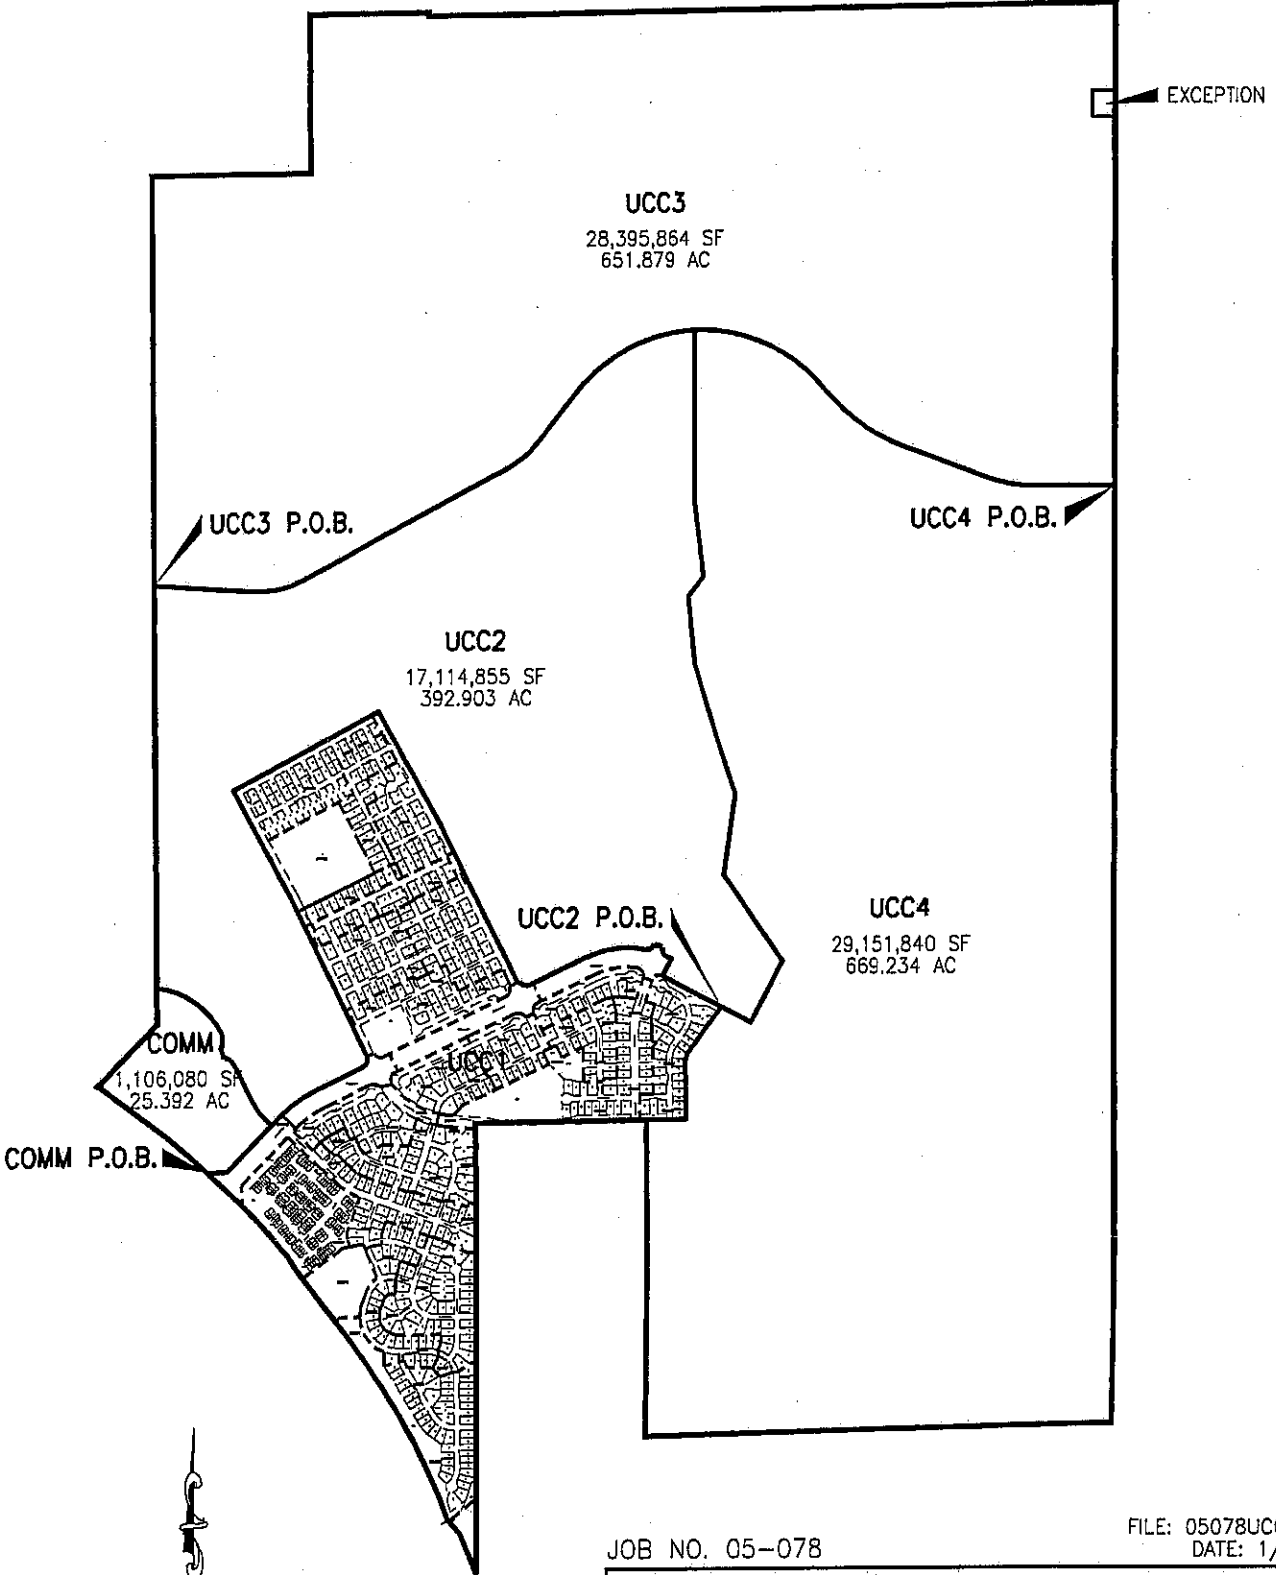 EXCEPTION
UCC3
28,395,864 SF
651.879 AC
UCC3 P.O.B.
UCC4 P.O.B.
UCC2
17,114,855 SF
392.903 AC
UCC2 P.O.B.
UCC4
29,151,840 SF
669.234 AC
COMM
1,106,080 SF
25.392 AC
COMM P.O.B.
FILE: 05078UC
JOB NO. 05-078
DATE: 1/